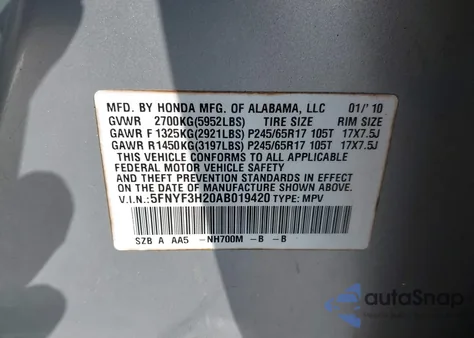 MFD. BY HONDA MFG. OF ALABAMA, LLC 01/'10
GVWR 2700KG(5952LBS) TIRE SIZE RIM SIZE
GAWR F 1325KG(2921LBS) P245/65R17 105T 17X7.5J
GAWR R1450KG(3197LBS) P245/65R17 105T 17X7.5J
THIS VEHICLE CONFORMS TO ALL APPLICABLE
FEDERAL MOTOR VEHICLE SAFETY
AND THEFT PREVENTION STANDARDS IN EFFECT
ON THE DATE OF MANUFACTURE SHOWN ABOVE.
V.I.N.:5FNYF3H20AB019420 TYPE: MPV
SZB A AA5 -NH700M -B -B
autoSnap